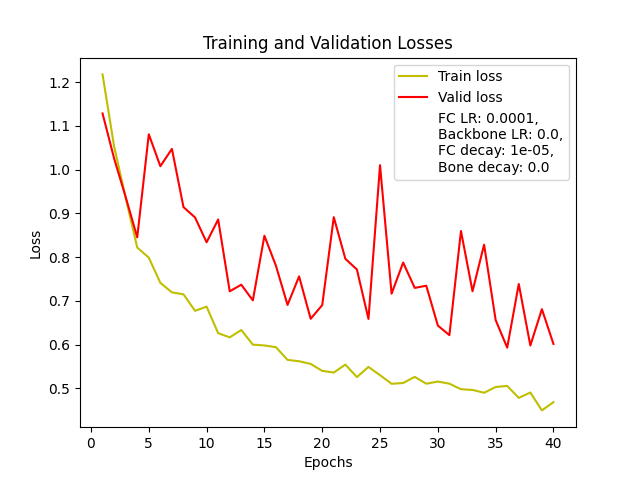 Training and Validation Losses
Train loss
Valid loss
FC LR: 0.0001,
Backbone LR: 0.0,
FC decay: 1e-05,
Bone decay: 0.0
Loss
1.2
1.1
1.0
0.9
0.8
0.7
0.6
0.5
0 5 10 15 20 25 30 35 40
Epochs